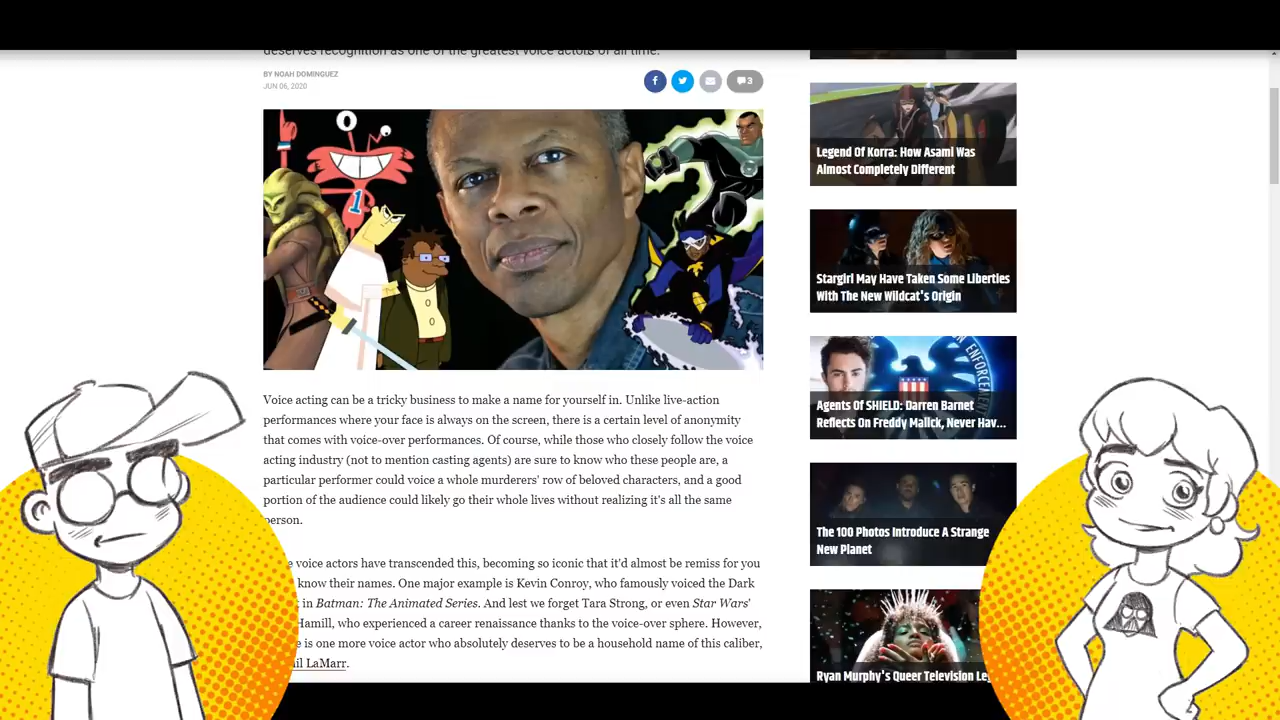 deserves recognition as one of the greatest voice actors of all time.
BY NOAH DOMINGUEZ
JUN 06, 2020
3
1
Voice acting can be a tricky business to make a name for yourself in. Unlike live-action
performances where your face is always on the screen, there is a certain level of anonymity
that comes with voice-over performances. Of course, while those who closely follow the voice
acting industry (not to mention casting agents) are sure to know who these people are, a
particular performer could voice a whole murderers' row of beloved characters, and a good
portion of the audience could likely go their whole lives without realizing it's all the same
person.
voice actors have transcended this, becoming so iconic that it'd almost be remiss for you
know their names. One major example is Kevin Conroy, who famously voiced the Dark
in Batman: The Animated Series. And lest we forget Tara Strong, or even Star Wars'
Hamill, who experienced a career renaissance thanks to the voice-over sphere. However,
is one more voice actor who absolutely deserves to be a household name of this caliber,
LaMarr.
Legend Of Korra: How Asami Was
Almost Completely Different
Stargirl May Have Taken Some Liberties
With The New Wildcat's Origin
ENFORCEMENT
Agents Of SHIELD: Darren Barnet
Reflects On Freddy Malick, Never Hav...
The 100 Photos Introduce A Strange
New Planet
Ryan Murphy's Queer Television